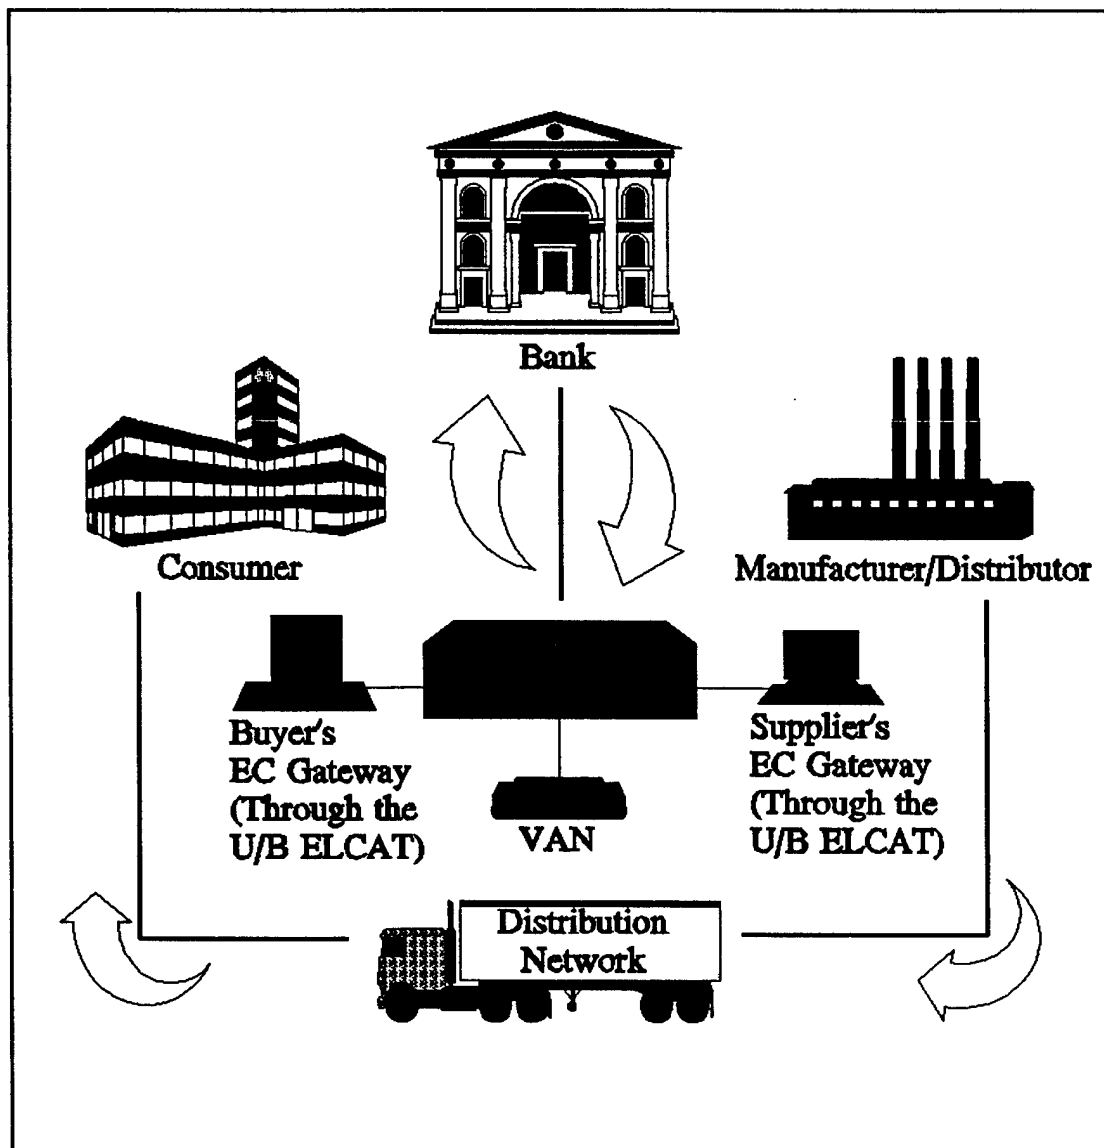 Bank
Consumer
Manufacturer/Distributor
Buyer's
EC Gateway
(Through the
U/B ELCAT)
VAN
Supplier's
EC Gateway
(Through the
U/B ELCAT)
Distribution
Network